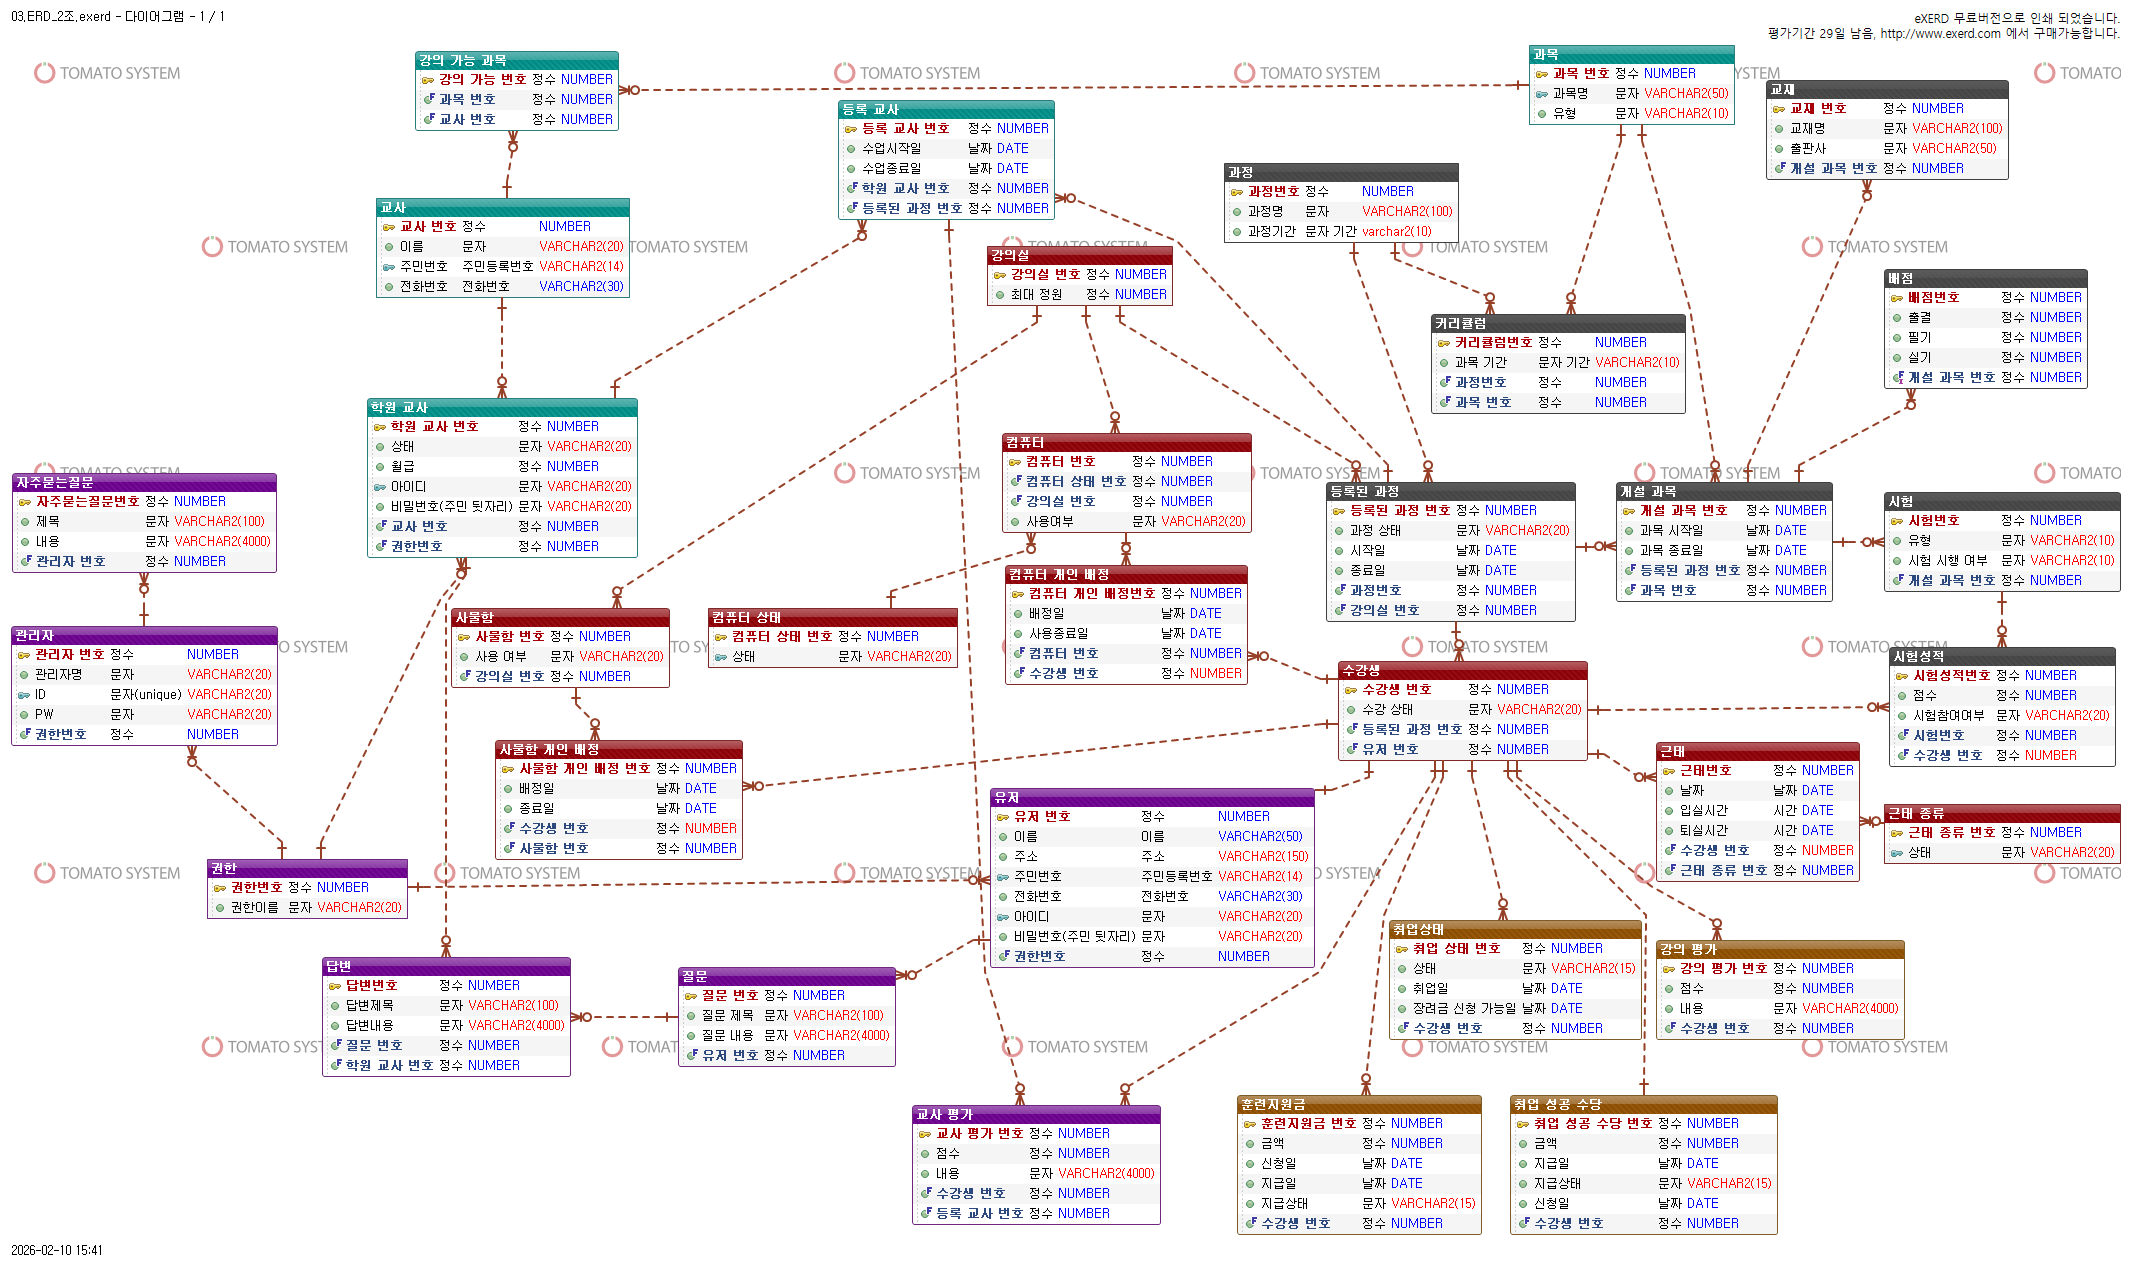 03.ERD_2조.exerd - 다이어그램 - 1 / 1
eXERD 무료버전으로 인쇄 되었습니다.
평가기간 29일 남음, http://www.exerd.com 에서 구매가능합니다.
강의 가능 과목
강의 가능 번호 정수 NUMBER
과목 번호 정수 NUMBER
교사 번호 정수 NUMBER
등록 교사
등록 교사 번호 정수 NUMBER
수업시작일 날짜 DATE
수업종료일 날짜 DATE
학원 교사 번호 정수 NUMBER
등록된 과정 번호 정수 NUMBER
과목
과목 번호 정수 NUMBER
과목명 문자 VARCHAR2(50)
유형 문자 VARCHAR2(10)
교재
교재 번호 정수 NUMBER
교재명 문자 VARCHAR2(100)
출판사 문자 VARCHAR2(50)
개설 과목 번호 정수 NUMBER
과정
과정번호 정수 NUMBER
과정명 문자 VARCHAR2(100)
과정기간 문자 기간 varchar2(10)
교사
교사 번호 정수 NUMBER
이름 문자 VARCHAR2(20)
주민번호 주민등록번호 VARCHAR2(14)
전화번호 전화번호 VARCHAR2(30)
강의실
강의실 번호 정수 NUMBER
최대 정원 정수 NUMBER
배점
배점번호 정수 NUMBER
출결 정수 NUMBER
필기 정수 NUMBER
실기 정수 NUMBER
개설 과목 번호 정수 NUMBER
커리큘럼
커리큘럼번호 정수 NUMBER
과목 기간 문자 기간 VARCHAR2(10)
과정번호 정수 NUMBER
과목 번호 정수 NUMBER
학원 교사
학원 교사 번호 정수 NUMBER
상태 문자 VARCHAR2(20)
월급 정수 NUMBER
아이디 문자 VARCHAR2(20)
비밀번호(주민 뒷자리) 문자 VARCHAR2(20)
교사 번호 정수 NUMBER
권한번호 정수 NUMBER
컴퓨터
컴퓨터 번호 정수 NUMBER
컴퓨터 상태 번호 정수 NUMBER
강의실 번호 정수 NUMBER
사용여부 문자 VARCHAR2(20)
자주묻는질문
자주묻는질문번호 정수 NUMBER
제목 문자 VARCHAR2(100)
내용 문자 VARCHAR2(4000)
관리자 번호 정수 NUMBER
등록된 과정
등록된 과정 번호 정수 NUMBER
과정 상태 문자 VARCHAR2(20)
시작일 날짜 DATE
종료일 날짜 DATE
과정번호 정수 NUMBER
강의실 번호 정수 NUMBER
개설 과목
개설 과목 번호 정수 NUMBER
과목 시작일 날짜 DATE
과목 종료일 날짜 DATE
등록된 과정 번호 정수 NUMBER
과목 번호 정수 NUMBER
시험
시험번호 정수 NUMBER
유형 문자 VARCHAR2(10)
시험 시행 여부 문자 VARCHAR2(10)
개설 과목 번호 정수 NUMBER
컴퓨터 개인 배정
컴퓨터 개인 배정번호 정수 NUMBER
배정일 날짜 DATE
사용종료일 날짜 DATE
컴퓨터 번호 정수 NUMBER
수강생 번호 정수 NUMBER
사물함
사물함 번호 정수 NUMBER
사용 여부 문자 VARCHAR2(20)
강의실 번호 정수 NUMBER
컴퓨터 상태
컴퓨터 상태 번호 정수 NUMBER
상태 문자 VARCHAR2(20)
관리자
관리자 번호 정수 NUMBER
관리자명 문자 VARCHAR2(20)
ID 문자(unique) VARCHAR2(20)
PW 문자 VARCHAR2(20)
권한번호 정수 NUMBER
시험성적
시험성적번호 정수 NUMBER
점수 정수 NUMBER
시험참여여부 문자 VARCHAR2(20)
시험번호 정수 NUMBER
수강생 번호 정수 NUMBER
수강생
수강생 번호 정수 NUMBER
수강 상태 문자 VARCHAR2(20)
등록된 과정 번호 정수 NUMBER
유저 번호 정수 NUMBER
사물함 개인 배정
사물함 개인 배정 번호 정수 NUMBER
배정일 날짜 DATE
종료일 날짜 DATE
수강생 번호 정수 NUMBER
사물함 번호 정수 NUMBER
근태
근태번호 정수 NUMBER
날짜 날짜 DATE
입실시간 시간 DATE
퇴실시간 시간 DATE
수강생 번호 정수 NUMBER
근태 종류 번호 정수 NUMBER
유저
유저 번호 정수 NUMBER
이름 이름 VARCHAR2(50)
주소 주소 VARCHAR2(150)
주민번호 주민등록번호 VARCHAR2(14)
전화번호 전화번호 VARCHAR2(30)
아이디 문자 VARCHAR2(20)
비밀번호(주민 뒷자리) 문자 VARCHAR2(20)
권한번호 정수 NUMBER
근태 종류
근태 종류 번호 정수 NUMBER
상태 문자 VARCHAR2(20)
권한
권한번호 정수 NUMBER
권한이름 문자 VARCHAR2(20)
취업상태
취업 상태 번호 정수 NUMBER
상태 문자 VARCHAR2(15)
취업일 날짜 DATE
장려금 신청 가능일 날짜 DATE
수강생 번호 정수 NUMBER
강의 평가
강의 평가 번호 정수 NUMBER
점수 정수 NUMBER
내용 문자 VARCHAR2(4000)
수강생 번호 정수 NUMBER
답변
답변번호 정수 NUMBER
답변제목 문자 VARCHAR2(100)
답변내용 문자 VARCHAR2(4000)
질문 번호 정수 NUMBER
학원 교사 번호 정수 NUMBER
질문
질문 번호 정수 NUMBER
질문 제목 문자 VARCHAR2(100)
질문 내용 문자 VARCHAR2(4000)
유저 번호 정수 NUMBER
훈련지원금
훈련지원금 번호 정수 NUMBER
금액 정수 NUMBER
신청일 날짜 DATE
지급일 날짜 DATE
지급상태 문자 VARCHAR2(15)
수강생 번호 정수 NUMBER
취업 성공 수당
취업 성공 수당 번호 정수 NUMBER
금액 정수 NUMBER
지급일 날짜 DATE
지급상태 문자 VARCHAR2(15)
신청일 날짜 DATE
수강생 번호 정수 NUMBER
교사 평가
교사 평가 번호 정수 NUMBER
점수 정수 NUMBER
내용 문자 VARCHAR2(4000)
수강생 번호 정수 NUMBER
등록 교사 번호 정수 NUMBER
2026-02-10 15:41